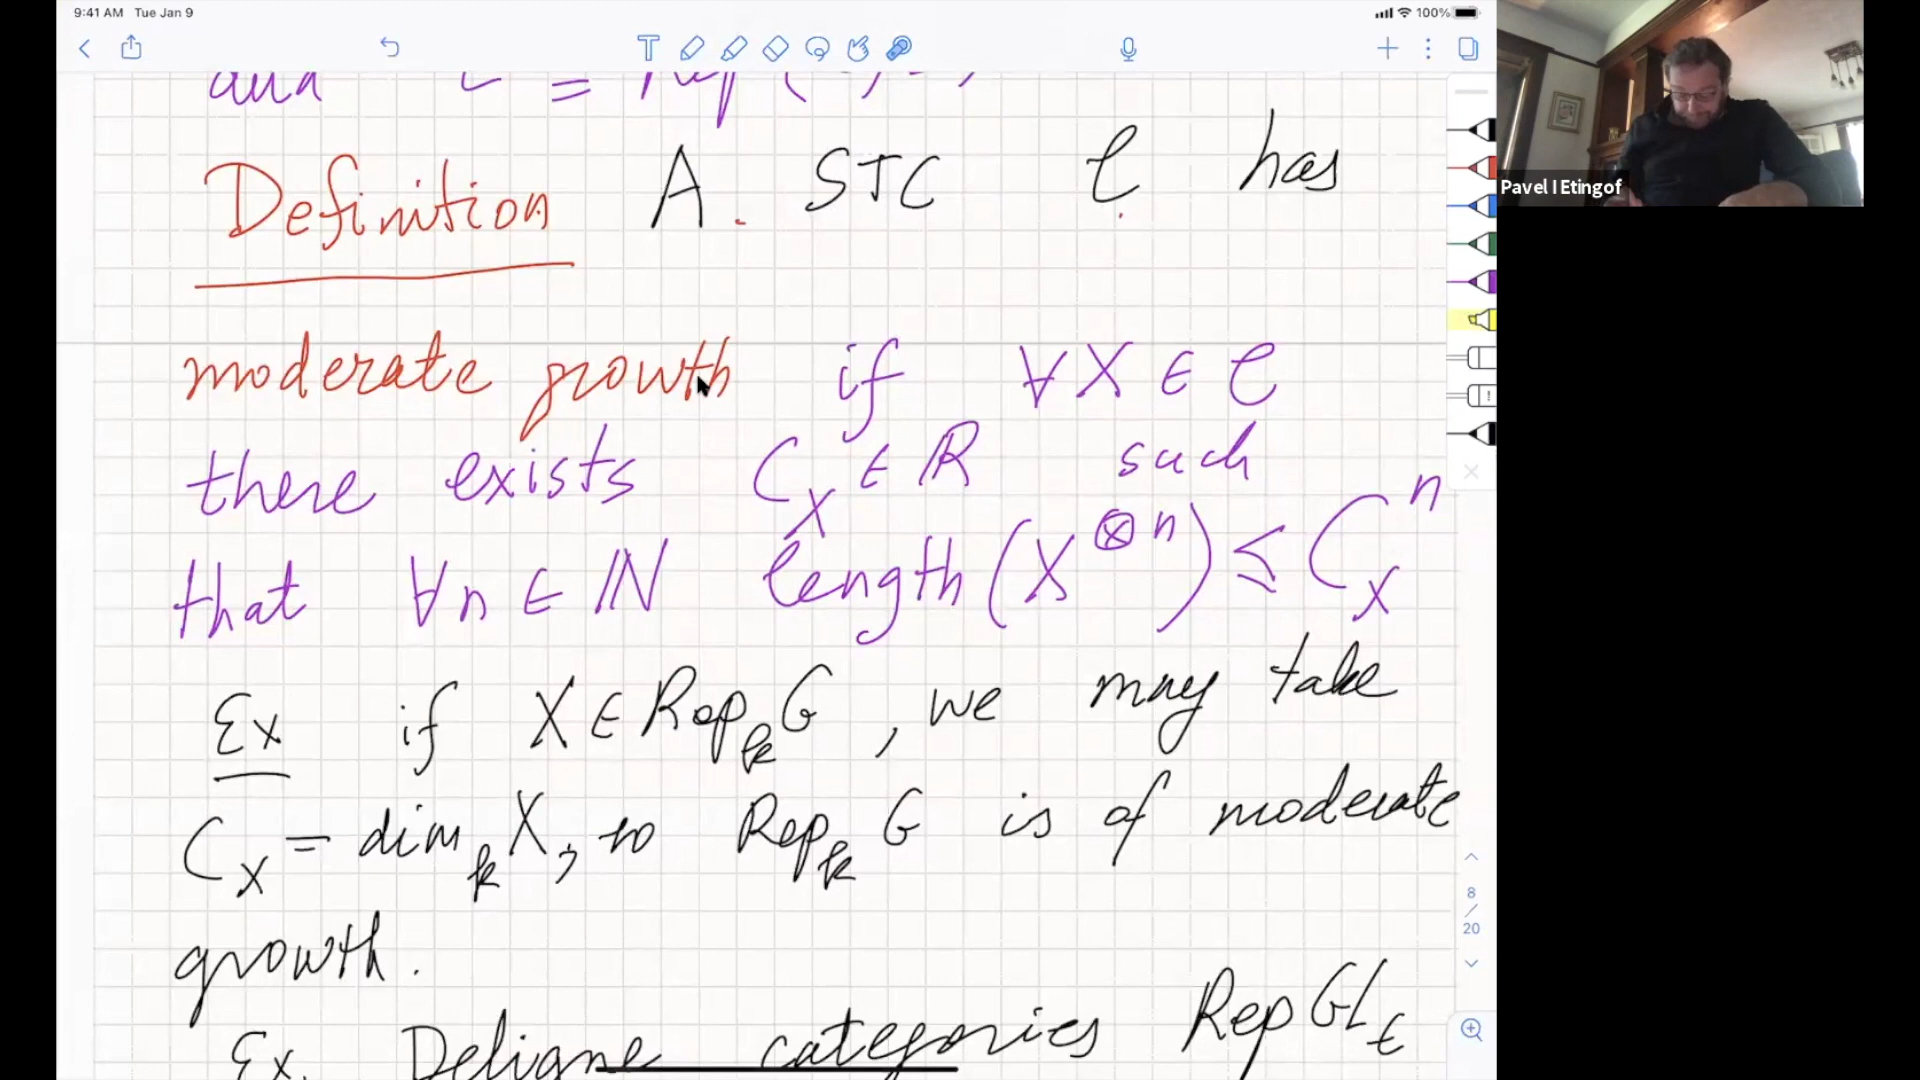 9:41 AM Tue Jan 9
100%
and C = Rep (
Definition A STC C has
moderate growth if ∀X ∈ C
there exists C_X ∈ ℝ such
that ∀n ∈ ℕ length(X^{⊗n}) ≤ C_X^n
Ex if X ∈ Rep_k G, we may take
C_X = dim_k X, so Rep_k G is of moderate
growth.
Ex. Deligne categories Rep GL_t
8
/
20
Pavel I Etingof